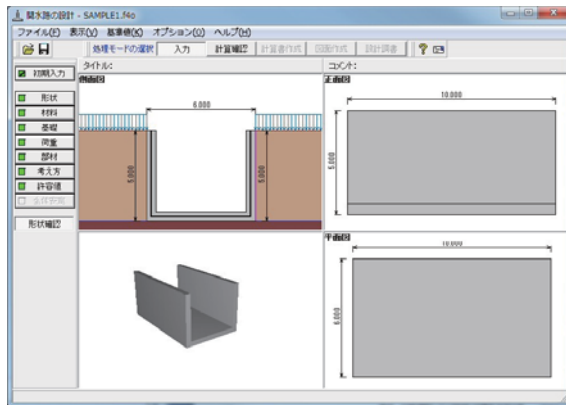 開水路の設計 - SAMPLE1.f4o
ファイル(F) 表示(V) 基準値(K) オプション(O) ヘルプ(H)
処理モードの選択 入力 計算確認 計算書作成 図面作成 設計調書
初期入力
形状
材料
基礎
荷重
部材
考え方
許容値
形状確認
タイトル:
コメント:
側面図
6.000
5.000
5.000
正面図
10.000
5.000
平面図
10.000
6.000